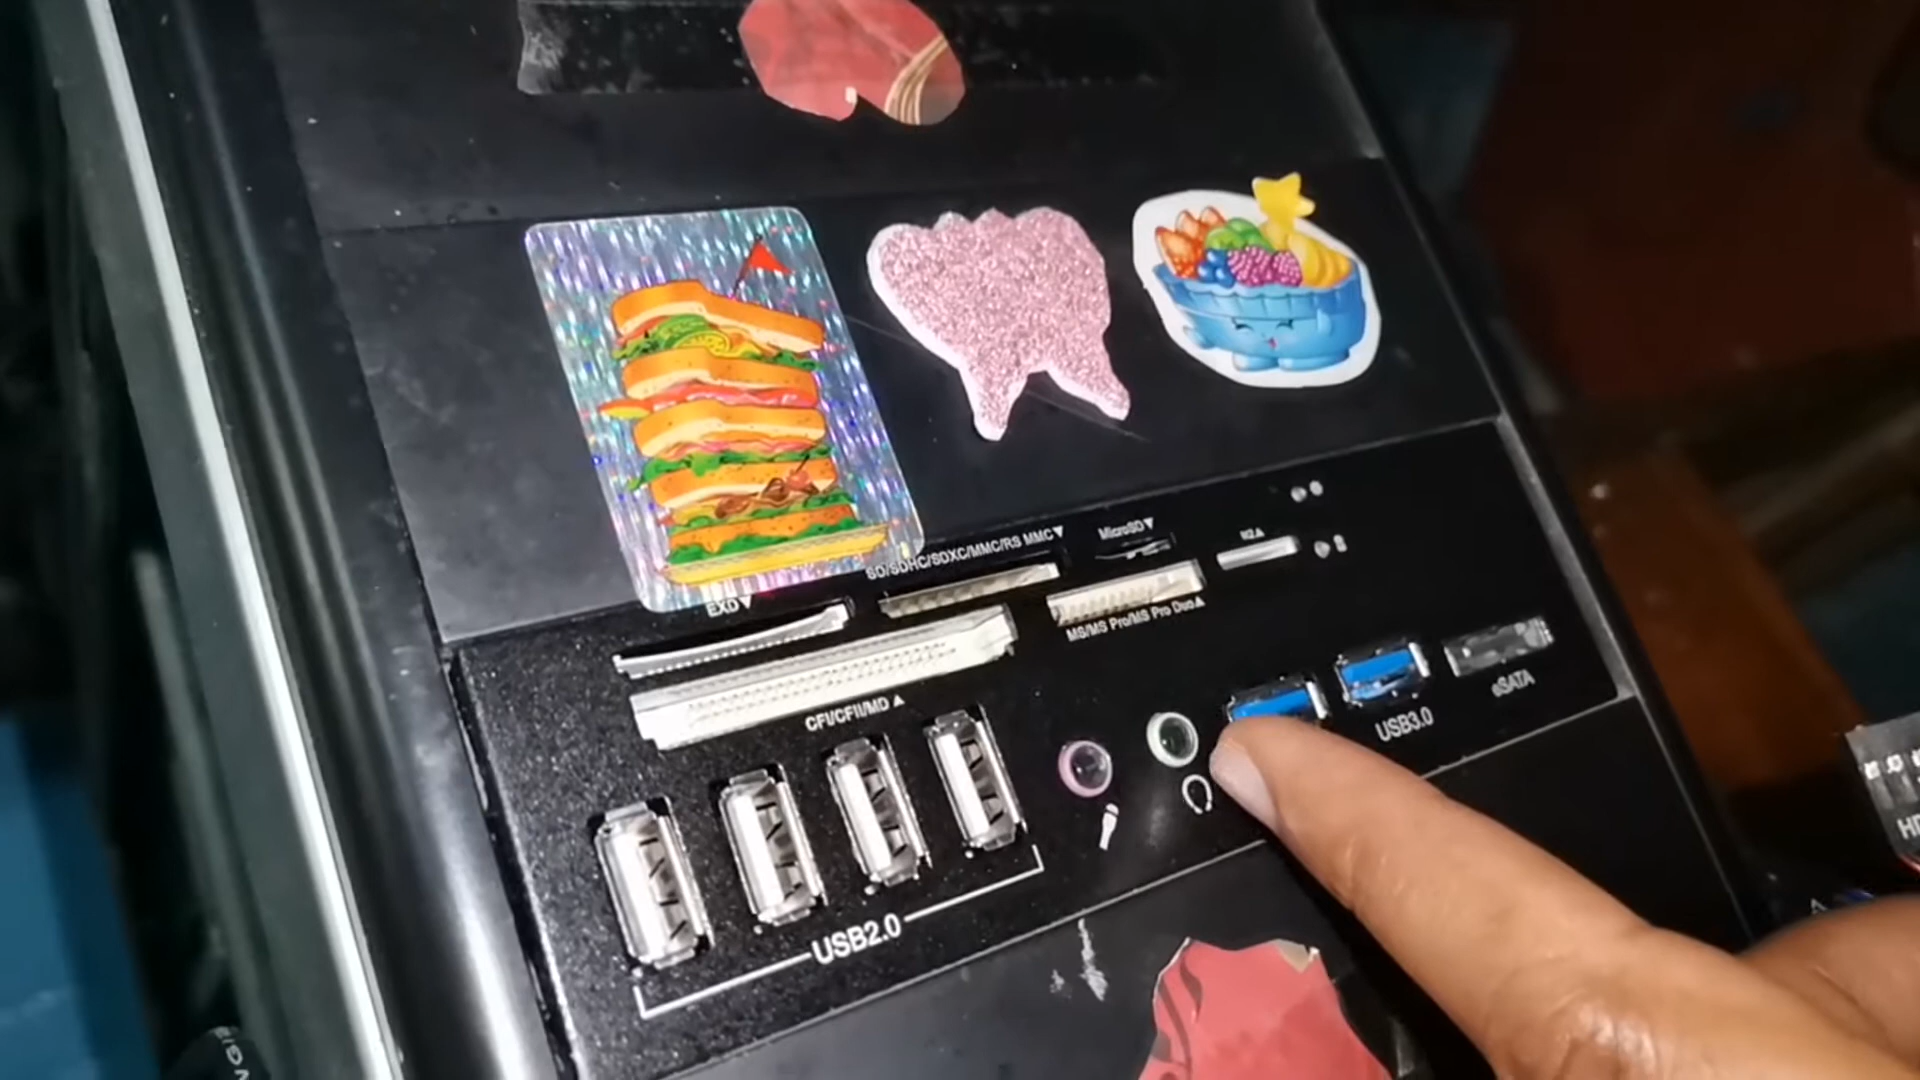 SD/SDHC/SDXC/MMC/RS MMC▼
MicroSD▼
M2▲
EXD▼
MS/MS Pro/MS Pro Duo▲
CFI/CFII/MD▲
eSATA
USB3.0
USB2.0